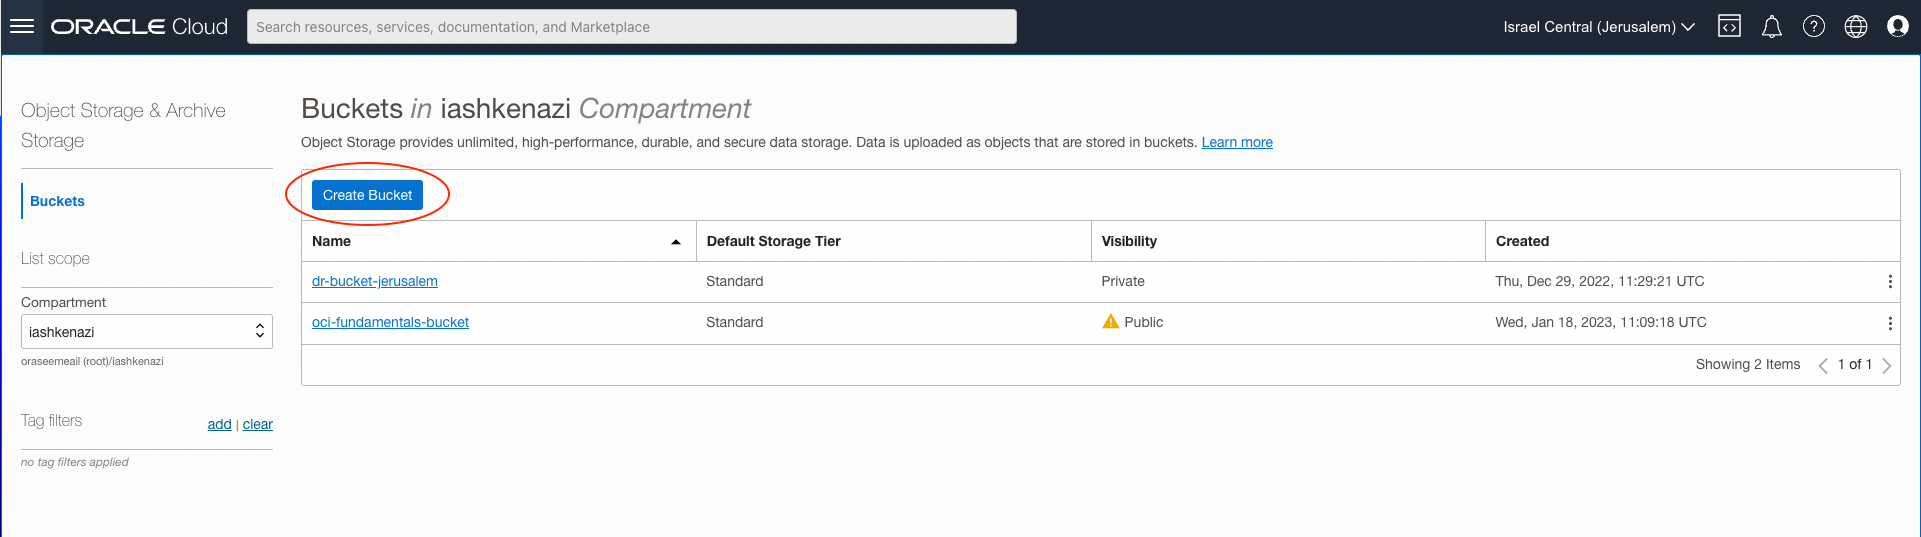 ORACLE Cloud
Search resources, services, documentation, and Marketplace
Israel Central (Jerusalem)
Object Storage & Archive
Storage
Buckets
List scope
Compartment
iashkenazi
oraseemeail (root)/iashkenazi
Tag filters
add | clear
no tag filters applied
Buckets in iashkenazi Compartment
Object Storage provides unlimited, high-performance, durable, and secure data storage. Data is uploaded as objects that are stored in buckets. Learn more
Create Bucket
Name Default Storage Tier Visibility Created
dr-bucket-jerusalem Standard Private Thu, Dec 29, 2022, 11:29:21 UTC
oci-fundamentals-bucket Standard Public Wed, Jan 18, 2023, 11:09:18 UTC
Showing 2 Items 1 of 1